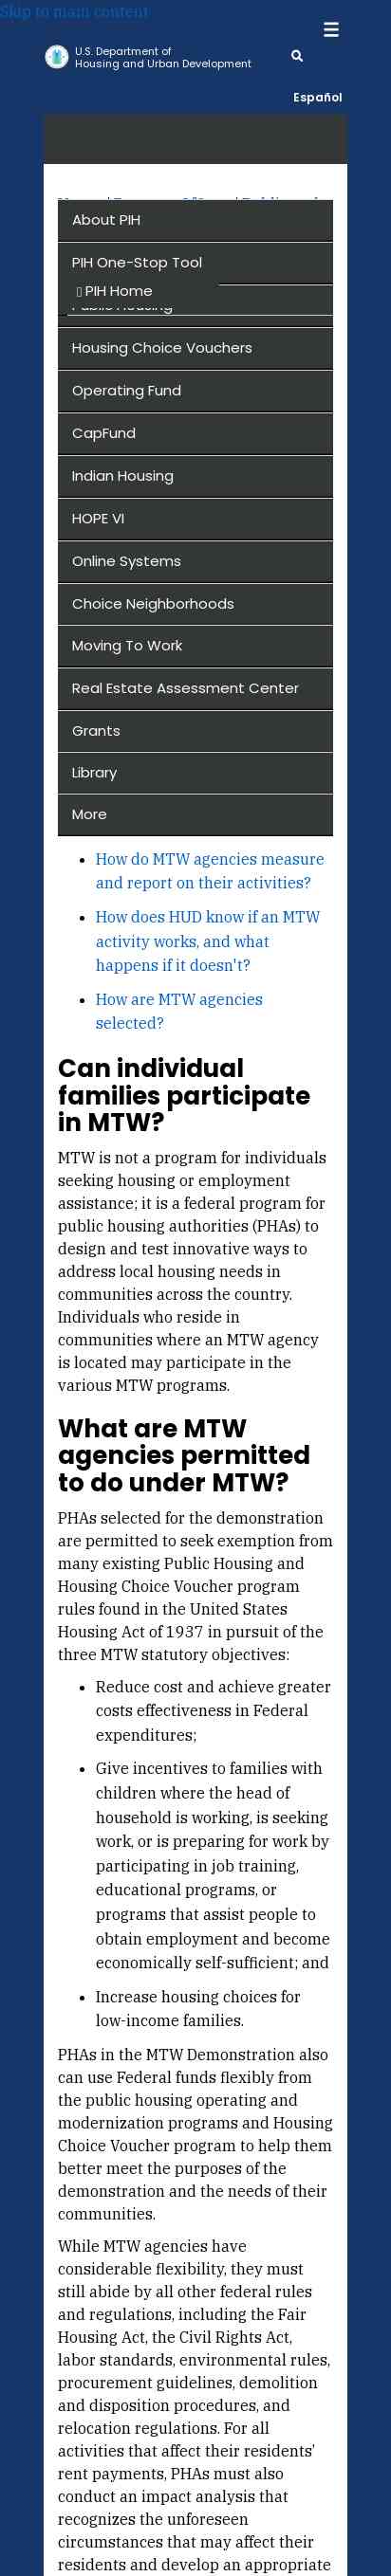 Skip to main content
U.S. Department of
Housing and Urban Development
Español
About PIH
PIH One-Stop Tool
PIH Home
Public Housing
Housing Choice Vouchers
Operating Fund
CapFund
Indian Housing
HOPE VI
Online Systems
Choice Neighborhoods
Moving To Work
Real Estate Assessment Center
Grants
Library
More
How do MTW agencies measure
and report on their activities?
How does HUD know if an MTW
activity works, and what
happens if it doesn't?
How are MTW agencies
selected?
Can individual
families participate
in MTW?
MTW is not a program for individuals
seeking housing or employment
assistance; it is a federal program for
public housing authorities (PHAs) to
design and test innovative ways to
address local housing needs in
communities across the country.
Individuals who reside in
communities where an MTW agency
is located may participate in the
various MTW programs.
What are MTW
agencies permitted
to do under MTW?
PHAs selected for the demonstration
are permitted to seek exemption from
many existing Public Housing and
Housing Choice Voucher program
rules found in the United States
Housing Act of 1937 in pursuit of the
three MTW statutory objectives:
Reduce cost and achieve greater
costs effectiveness in Federal
expenditures;
Give incentives to families with
children where the head of
household is working, is seeking
work, or is preparing for work by
participating in job training,
educational programs, or
programs that assist people to
obtain employment and become
economically self-sufficient; and
Increase housing choices for
low-income families.
PHAs in the MTW Demonstration also
can use Federal funds flexibly from
the public housing operating and
modernization programs and Housing
Choice Voucher program to help them
better meet the purposes of the
demonstration and the needs of their
communities.
While MTW agencies have
considerable flexibility, they must
still abide by all other federal rules
and regulations, including the Fair
Housing Act, the Civil Rights Act,
labor standards, environmental rules,
procurement guidelines, demolition
and disposition procedures, and
relocation regulations. For all
activities that affect their residents’
rent payments, PHAs must also
conduct an impact analysis that
recognizes the unforeseen
circumstances that may affect their
residents and develop an appropriate